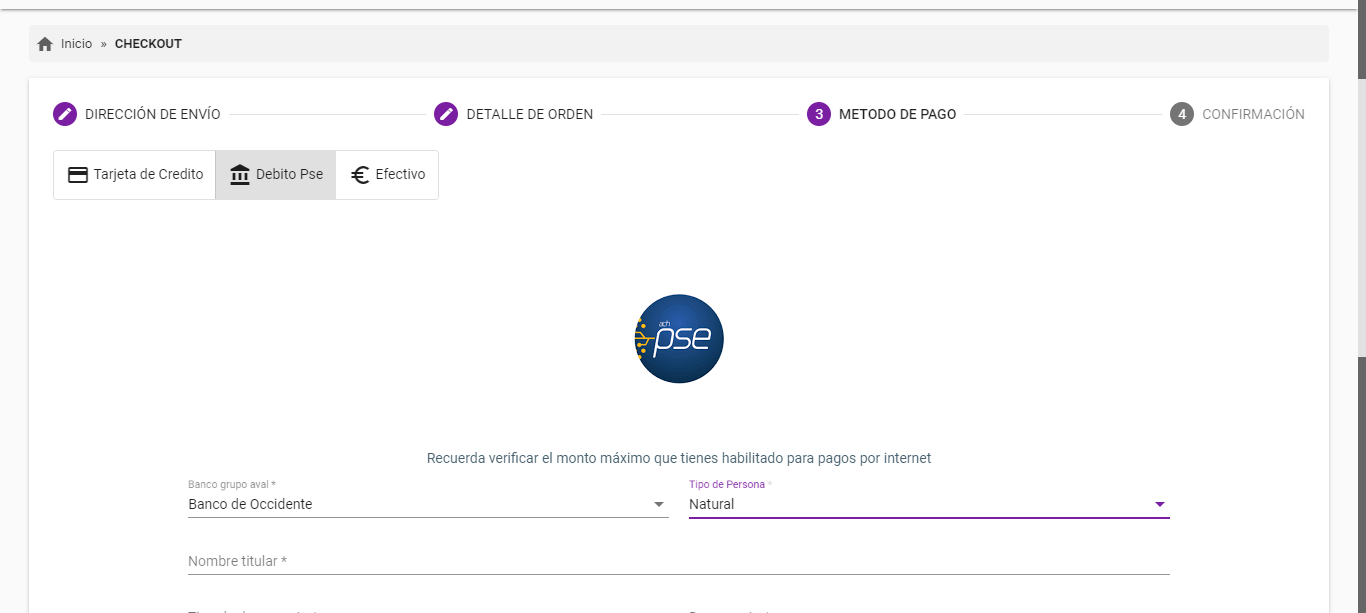 Inicio » CHECKOUT
DIRECCIÓN DE ENVÍO
DETALLE DE ORDEN
3 METODO DE PAGO
4 CONFIRMACIÓN
Tarjeta de Credito
Debito Pse
Efectivo
ach
pse
Recuerda verificar el monto máximo que tienes habilitado para pagos por internet
Banco grupo aval *
Banco de Occidente
Tipo de Persona *
Natural
Nombre titular *